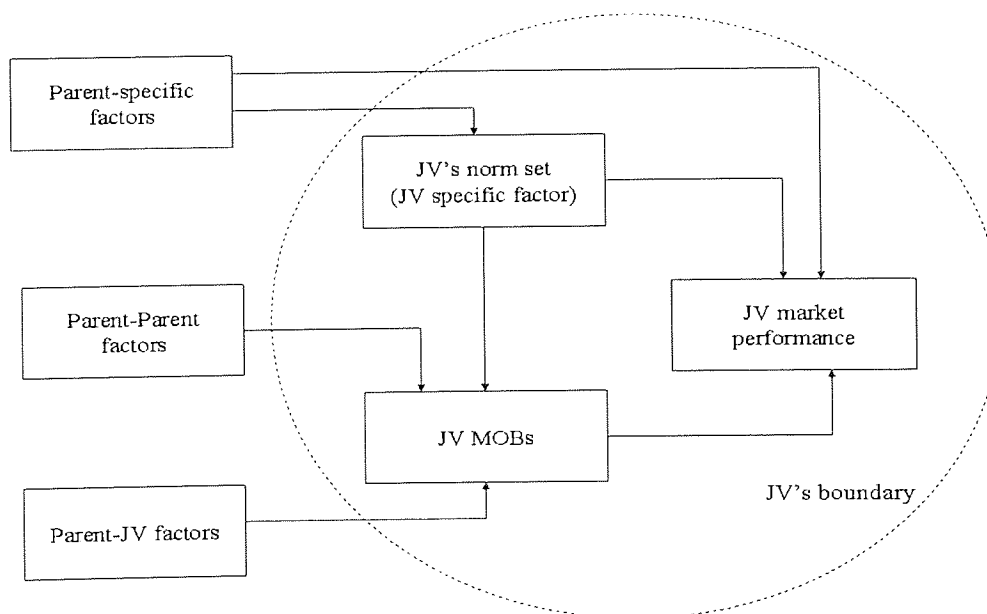 Parent-specific
factors
JV's norm set
(JV specific factor)
Parent-Parent
factors
JV market
performance
JV MOBs
JV's boundary
Parent-JV factors